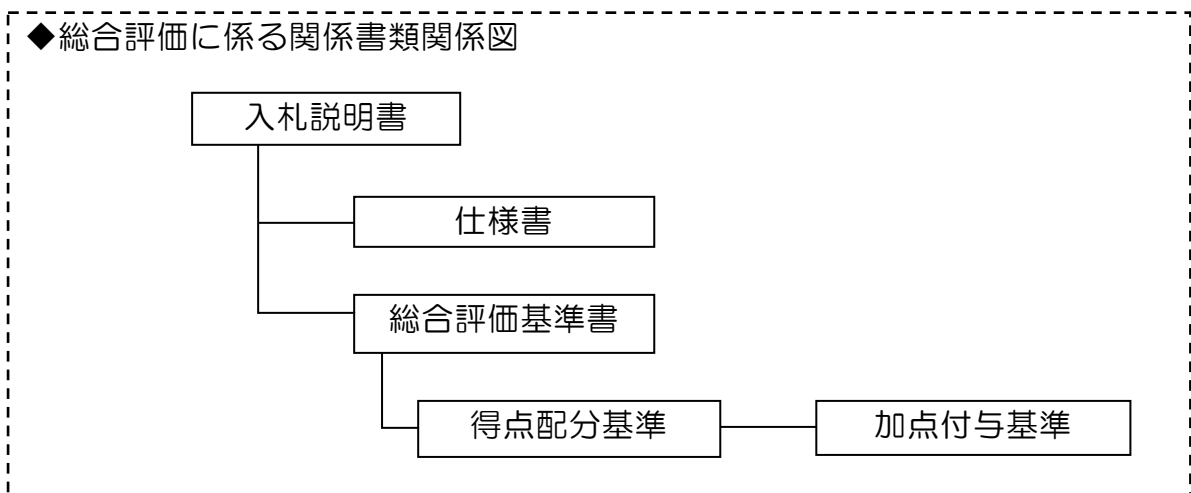 ◆総合評価に係る関係書類関係図
入札説明書
仕様書
総合評価基準書
得点配分基準
加点付与基準